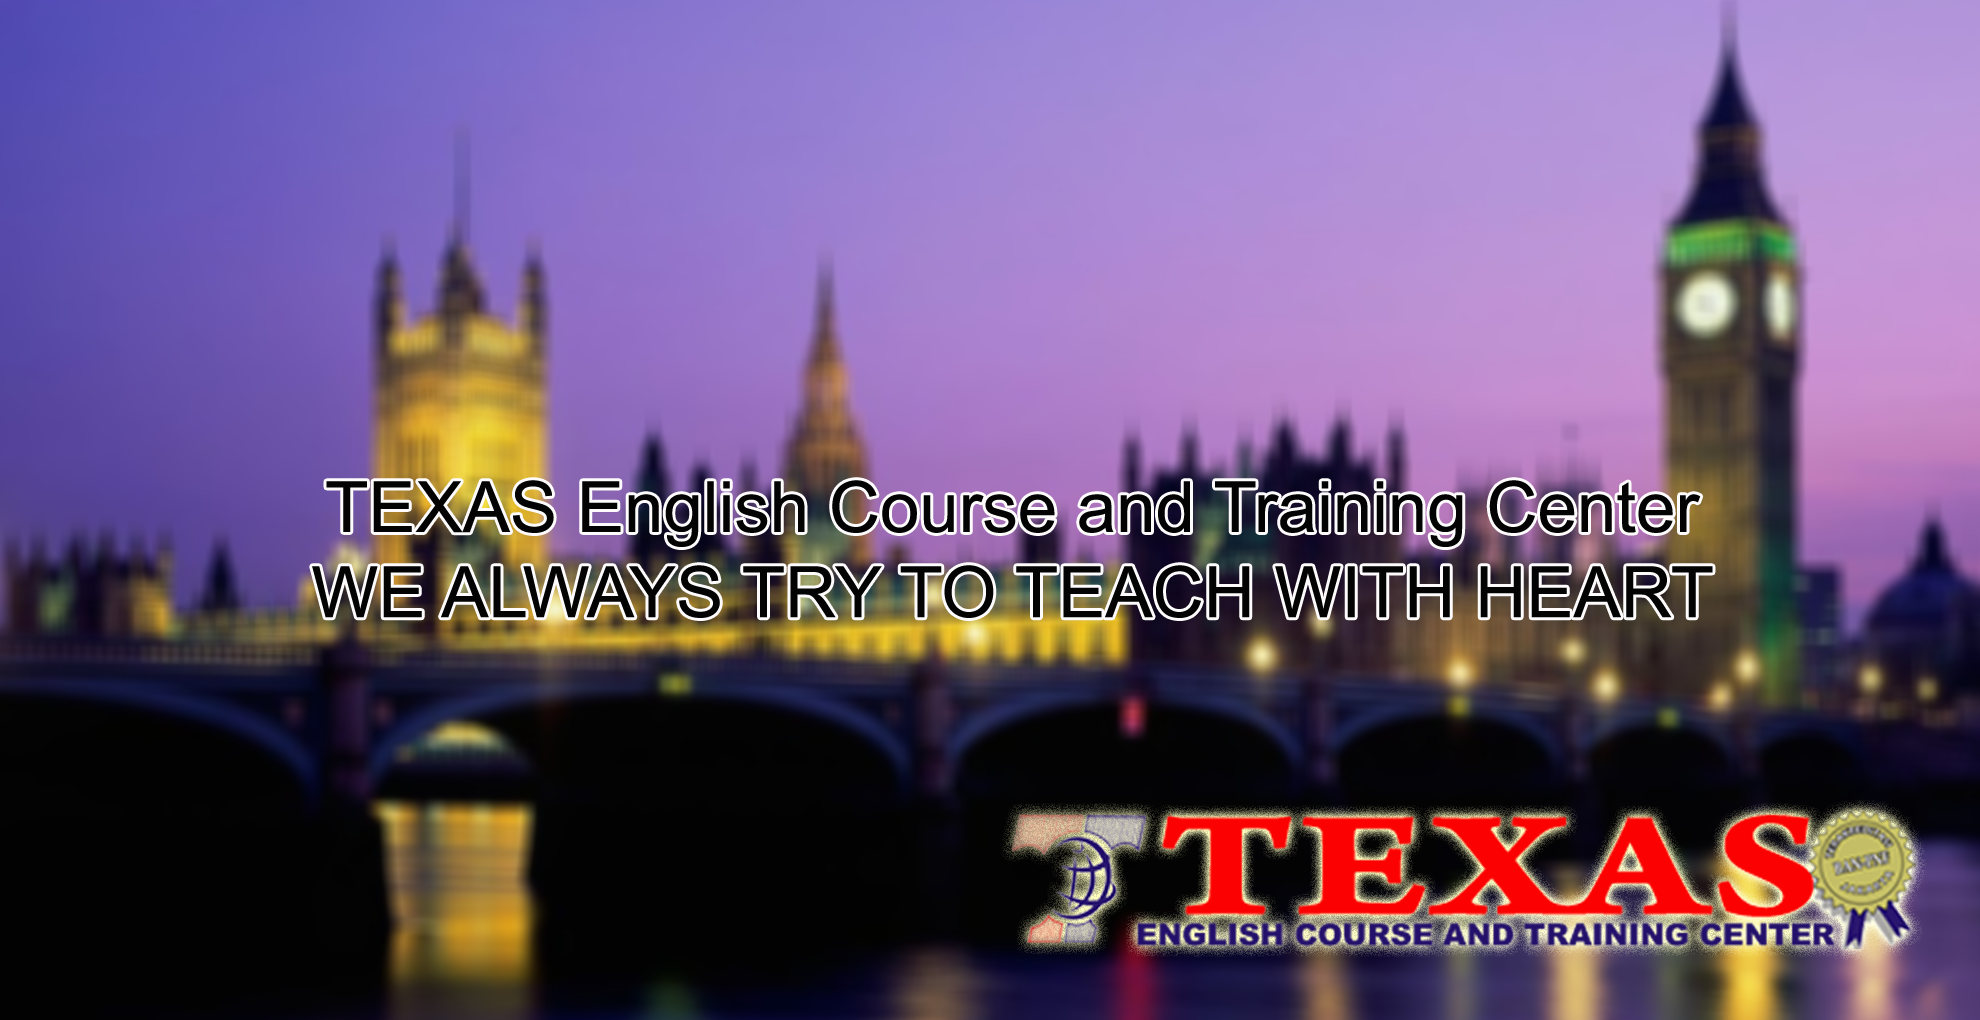 TEXAS English Course and Training Center
WE ALWAYS TRY TO TEACH WITH HEART
TEXAS
ENGLISH COURSE AND TRAINING CENTER